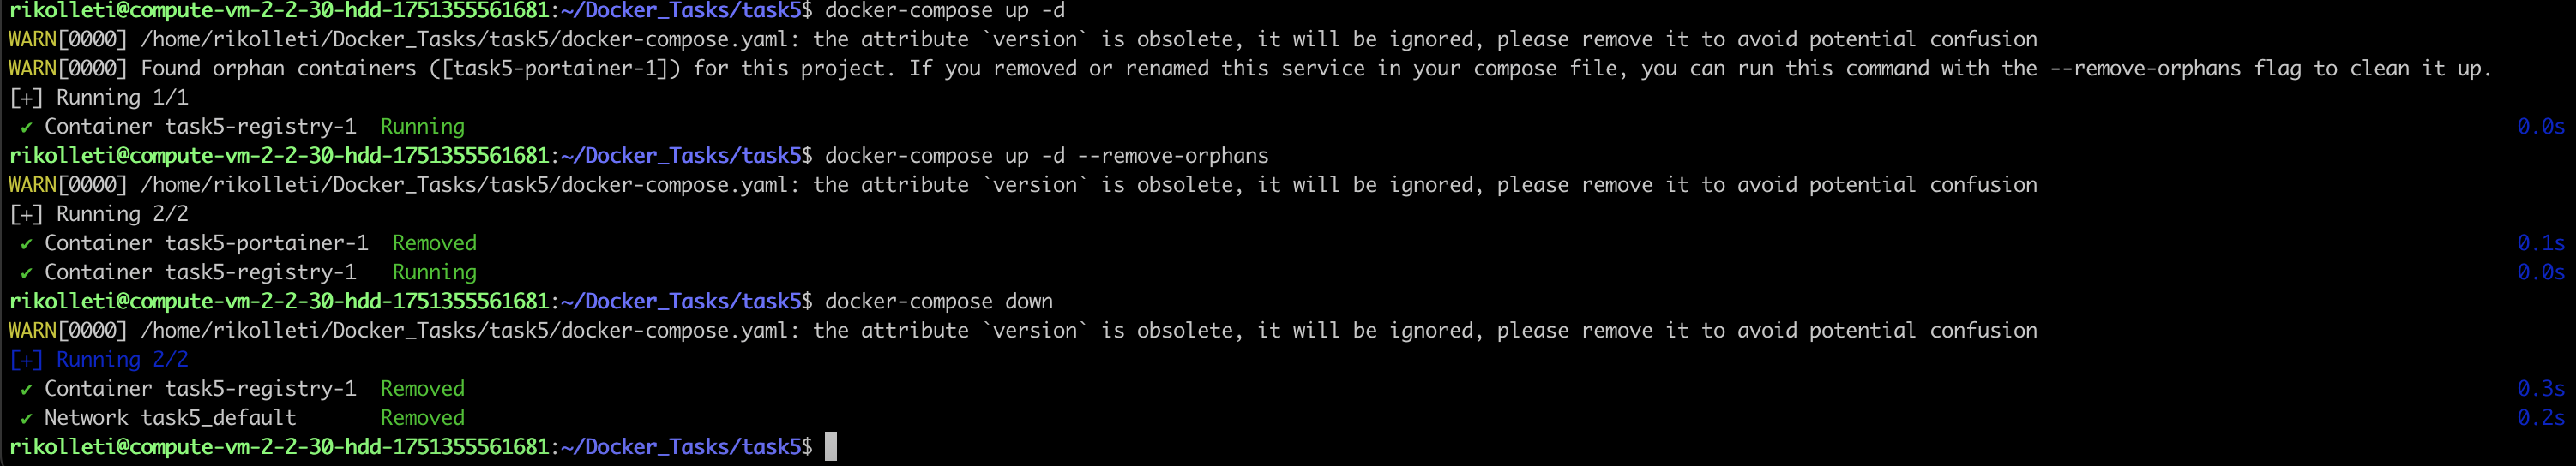 rikolleti@compute-vm-2-2-30-hdd-1751355561681:~/Docker_Tasks/task5$ docker-compose up -d
WARN[0000] /home/rikolleti/Docker_Tasks/task5/docker-compose.yaml: the attribute `version` is obsolete, it will be ignored, please remove it to avoid potential confusion
WARN[0000] Found orphan containers ([task5-portainer-1]) for this project. If you removed or renamed this service in your compose file, you can run this command with the --remove-orphans flag to clean it up.
[+] Running 1/1
✔ Container task5-registry-1 Running 0.0s
rikolleti@compute-vm-2-2-30-hdd-1751355561681:~/Docker_Tasks/task5$ docker-compose up -d --remove-orphans
WARN[0000] /home/rikolleti/Docker_Tasks/task5/docker-compose.yaml: the attribute `version` is obsolete, it will be ignored, please remove it to avoid potential confusion
[+] Running 2/2
✔ Container task5-portainer-1 Removed 0.1s
✔ Container task5-registry-1 Running 0.0s
rikolleti@compute-vm-2-2-30-hdd-1751355561681:~/Docker_Tasks/task5$ docker-compose down
WARN[0000] /home/rikolleti/Docker_Tasks/task5/docker-compose.yaml: the attribute `version` is obsolete, it will be ignored, please remove it to avoid potential confusion
[+] Running 2/2
✔ Container task5-registry-1 Removed 0.3s
✔ Network task5_default Removed 0.2s
rikolleti@compute-vm-2-2-30-hdd-1751355561681:~/Docker_Tasks/task5$